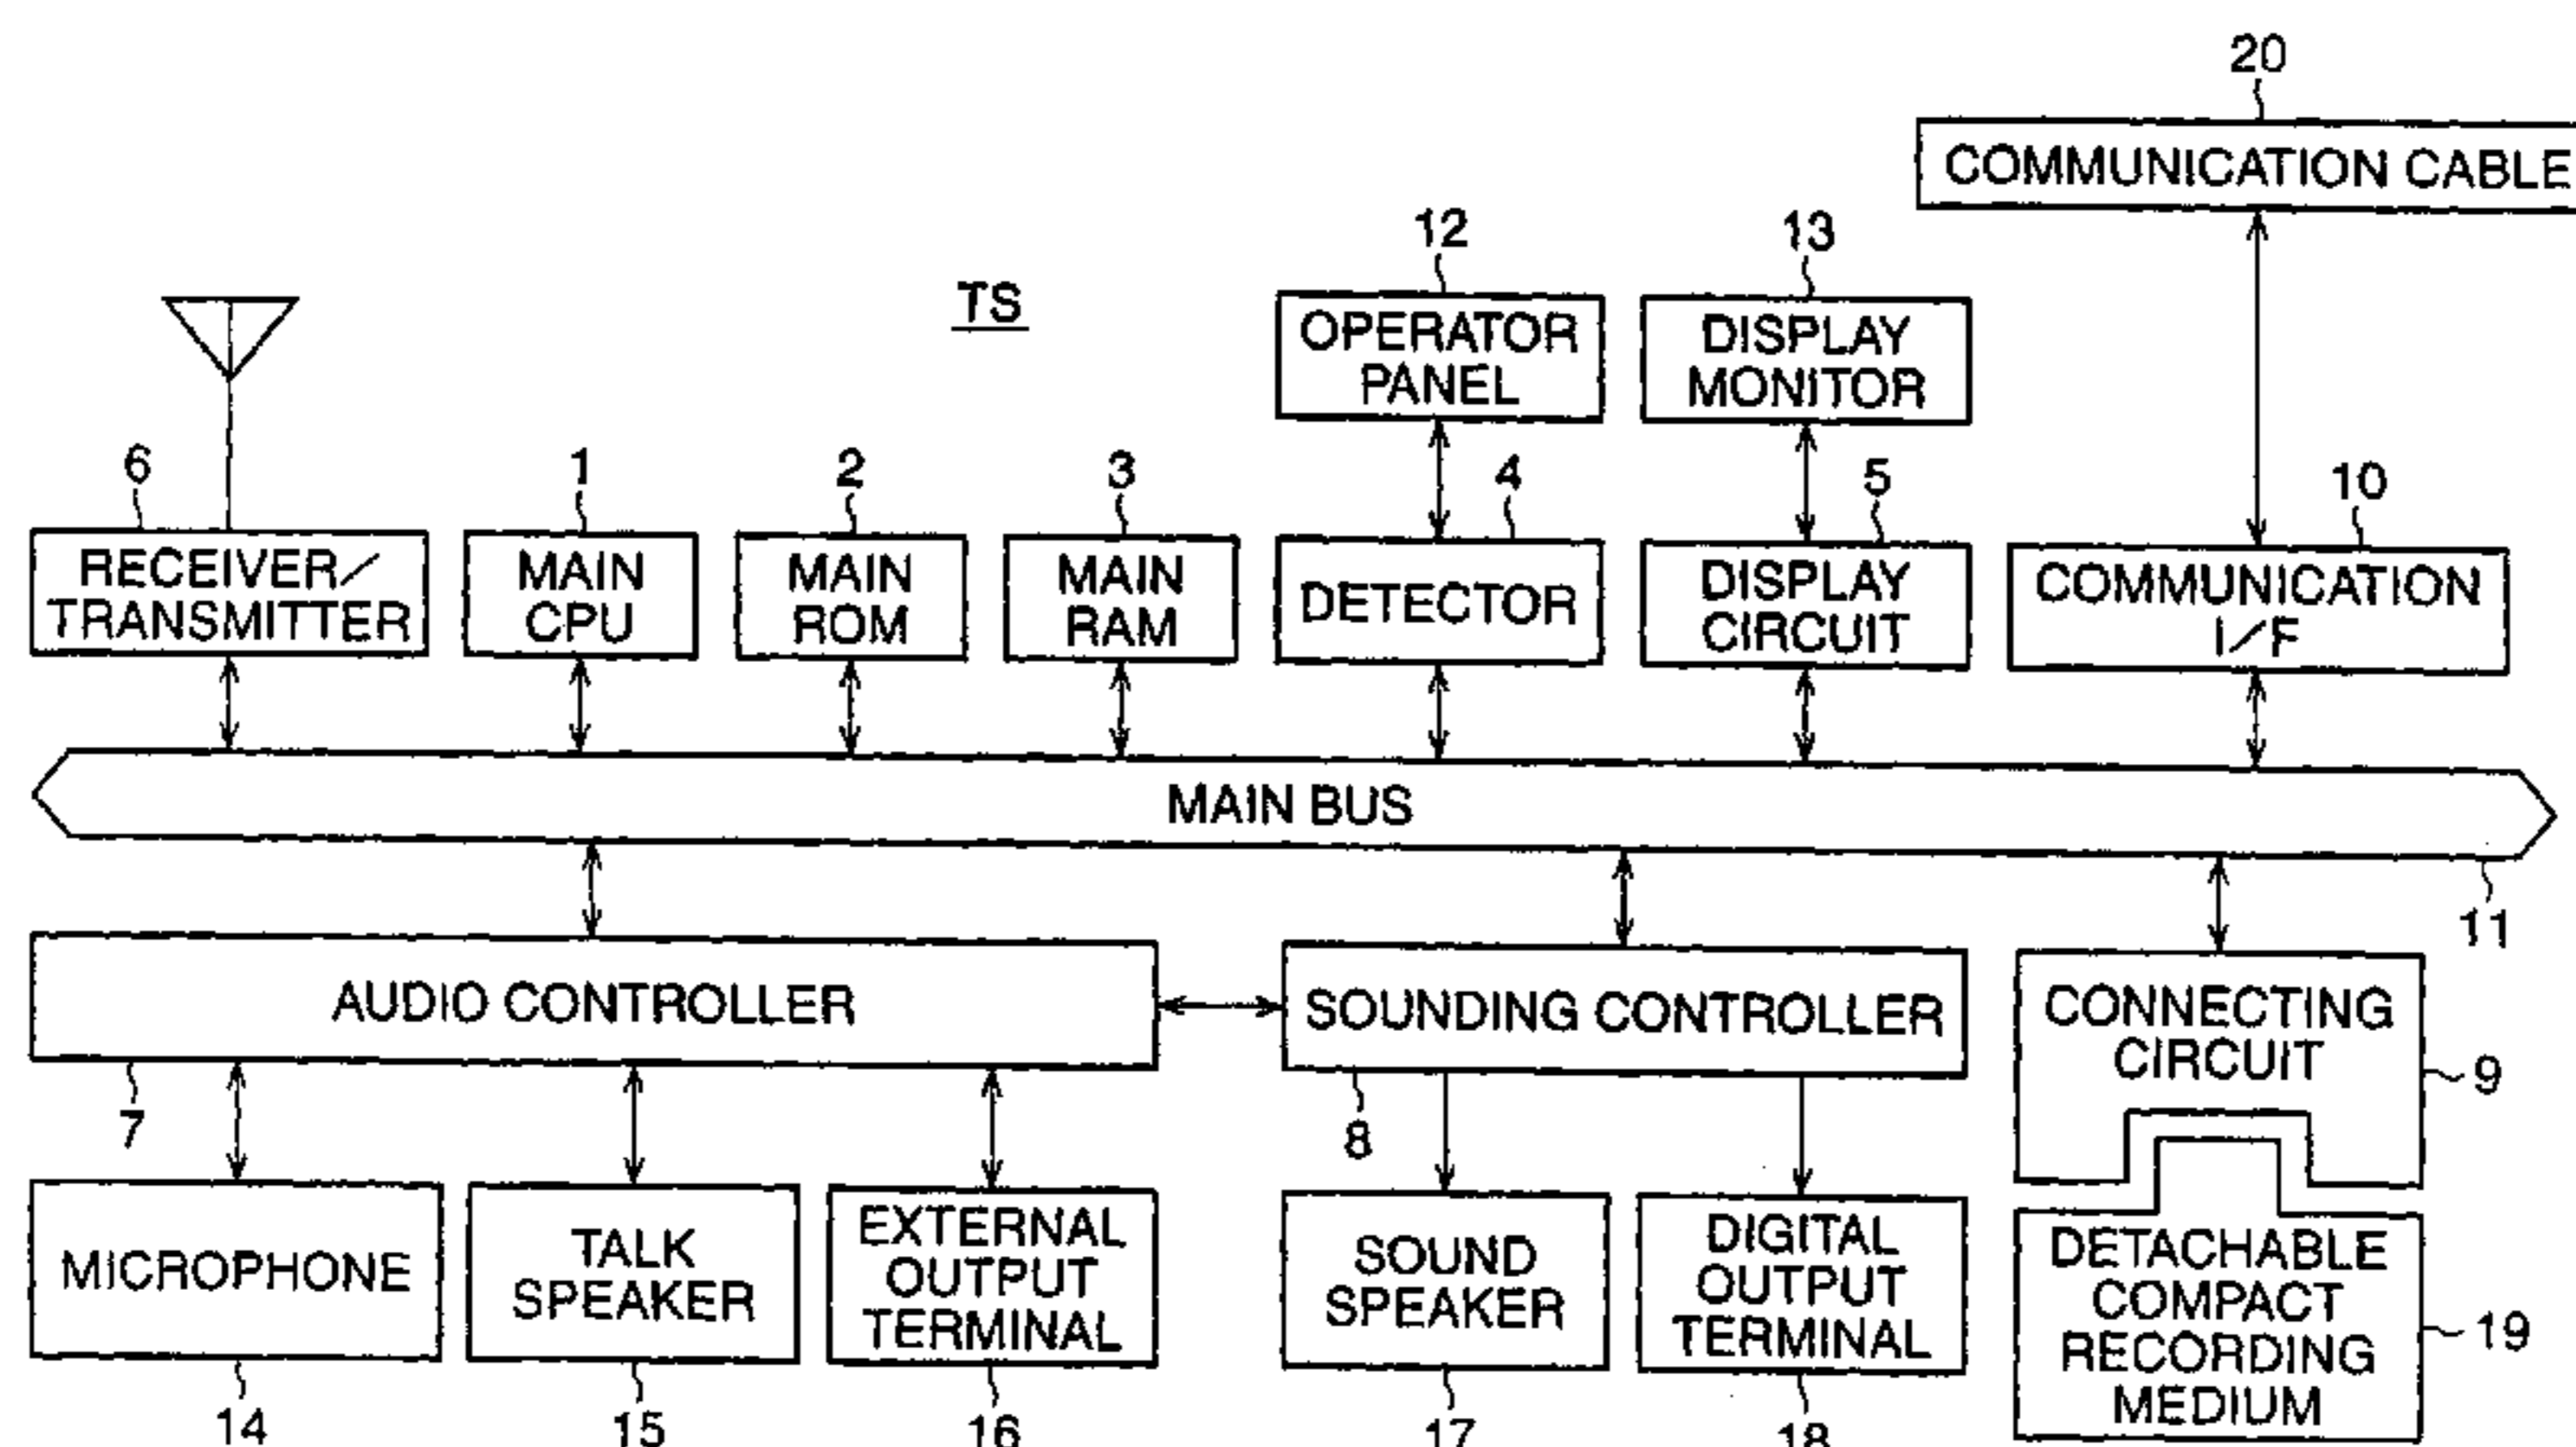 20
COMMUNICATION CABLE
12
13
TS
OPERATOR
PANEL
DISPLAY
MONITOR
6
1
2
3
4
5
10
RECEIVER/
TRANSMITTER
MAIN
CPU
MAIN
ROM
MAIN
RAM
DETECTOR
DISPLAY
CIRCUIT
COMMUNICATION
I/F
MAIN BUS
11
AUDIO CONTROLLER
SOUNDING CONTROLLER
CONNECTING
CIRCUIT
9
7
8
MICROPHONE
TALK
SPEAKER
EXTERNAL
OUTPUT
TERMINAL
SOUND
SPEAKER
DIGITAL
OUTPUT
TERMINAL
DETACHABLE
COMPACT
RECORDING
MEDIUM
19
14
15
16
17
18